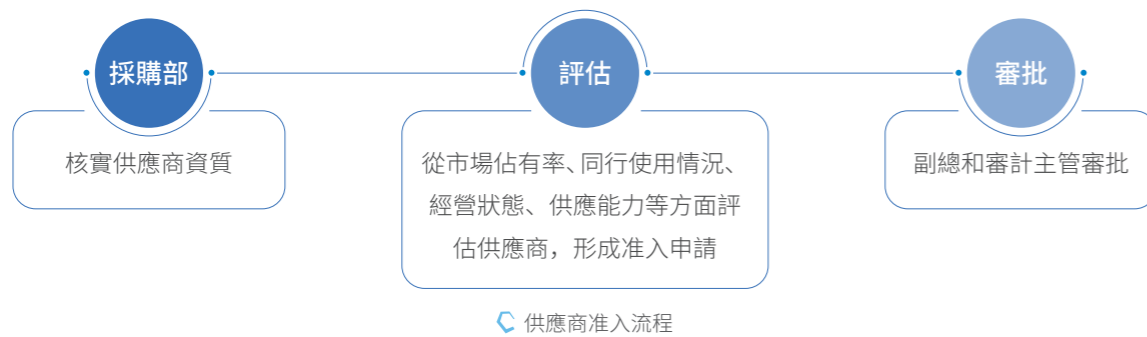 採購部
核實供應商資質
評估
從市場佔有率、同行使用情況、
經營狀態、供應能力等方面評
估供應商，形成准入申請
審批
副總和審計主管審批
供應商准入流程